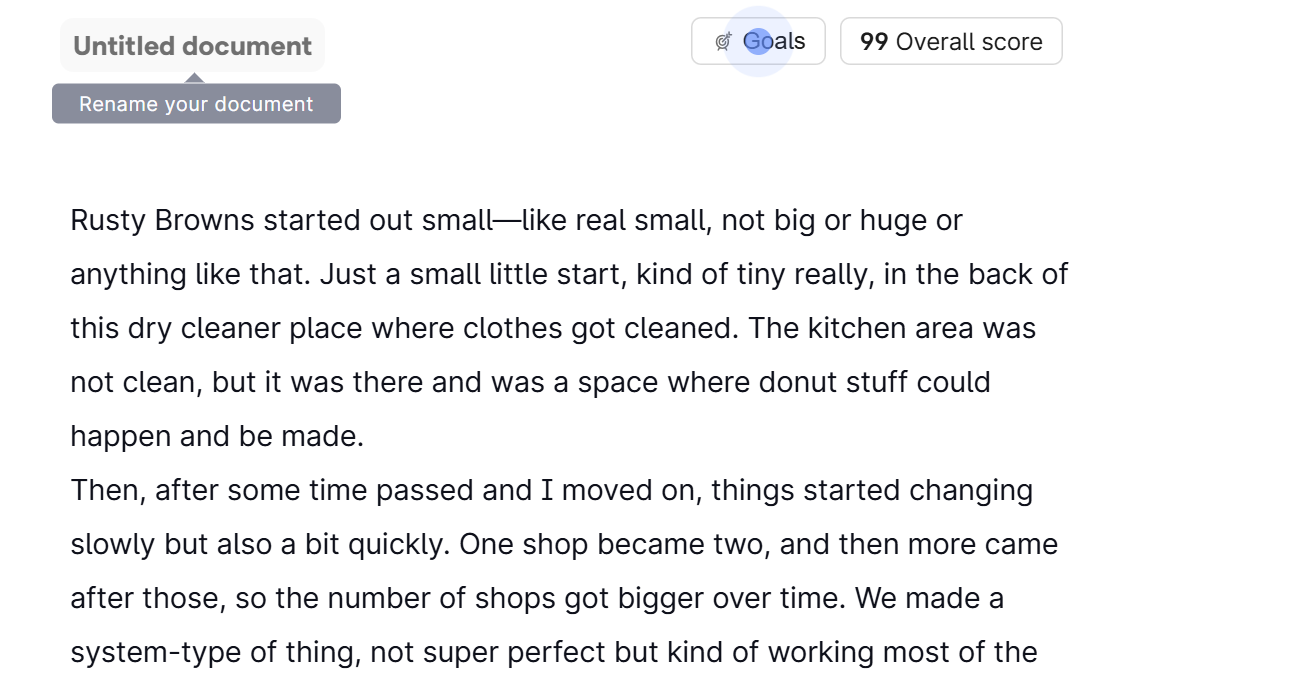 Untitled document
Goals
99 Overall score
Rename your document
Rusty Browns started out small—like real small, not big or huge or
anything like that. Just a small little start, kind of tiny really, in the back of
this dry cleaner place where clothes got cleaned. The kitchen area was
not clean, but it was there and was a space where donut stuff could
happen and be made.
Then, after some time passed and I moved on, things started changing
slowly but also a bit quickly. One shop became two, and then more came
after those, so the number of shops got bigger over time. We made a
system-type of thing, not super perfect but kind of working most of the